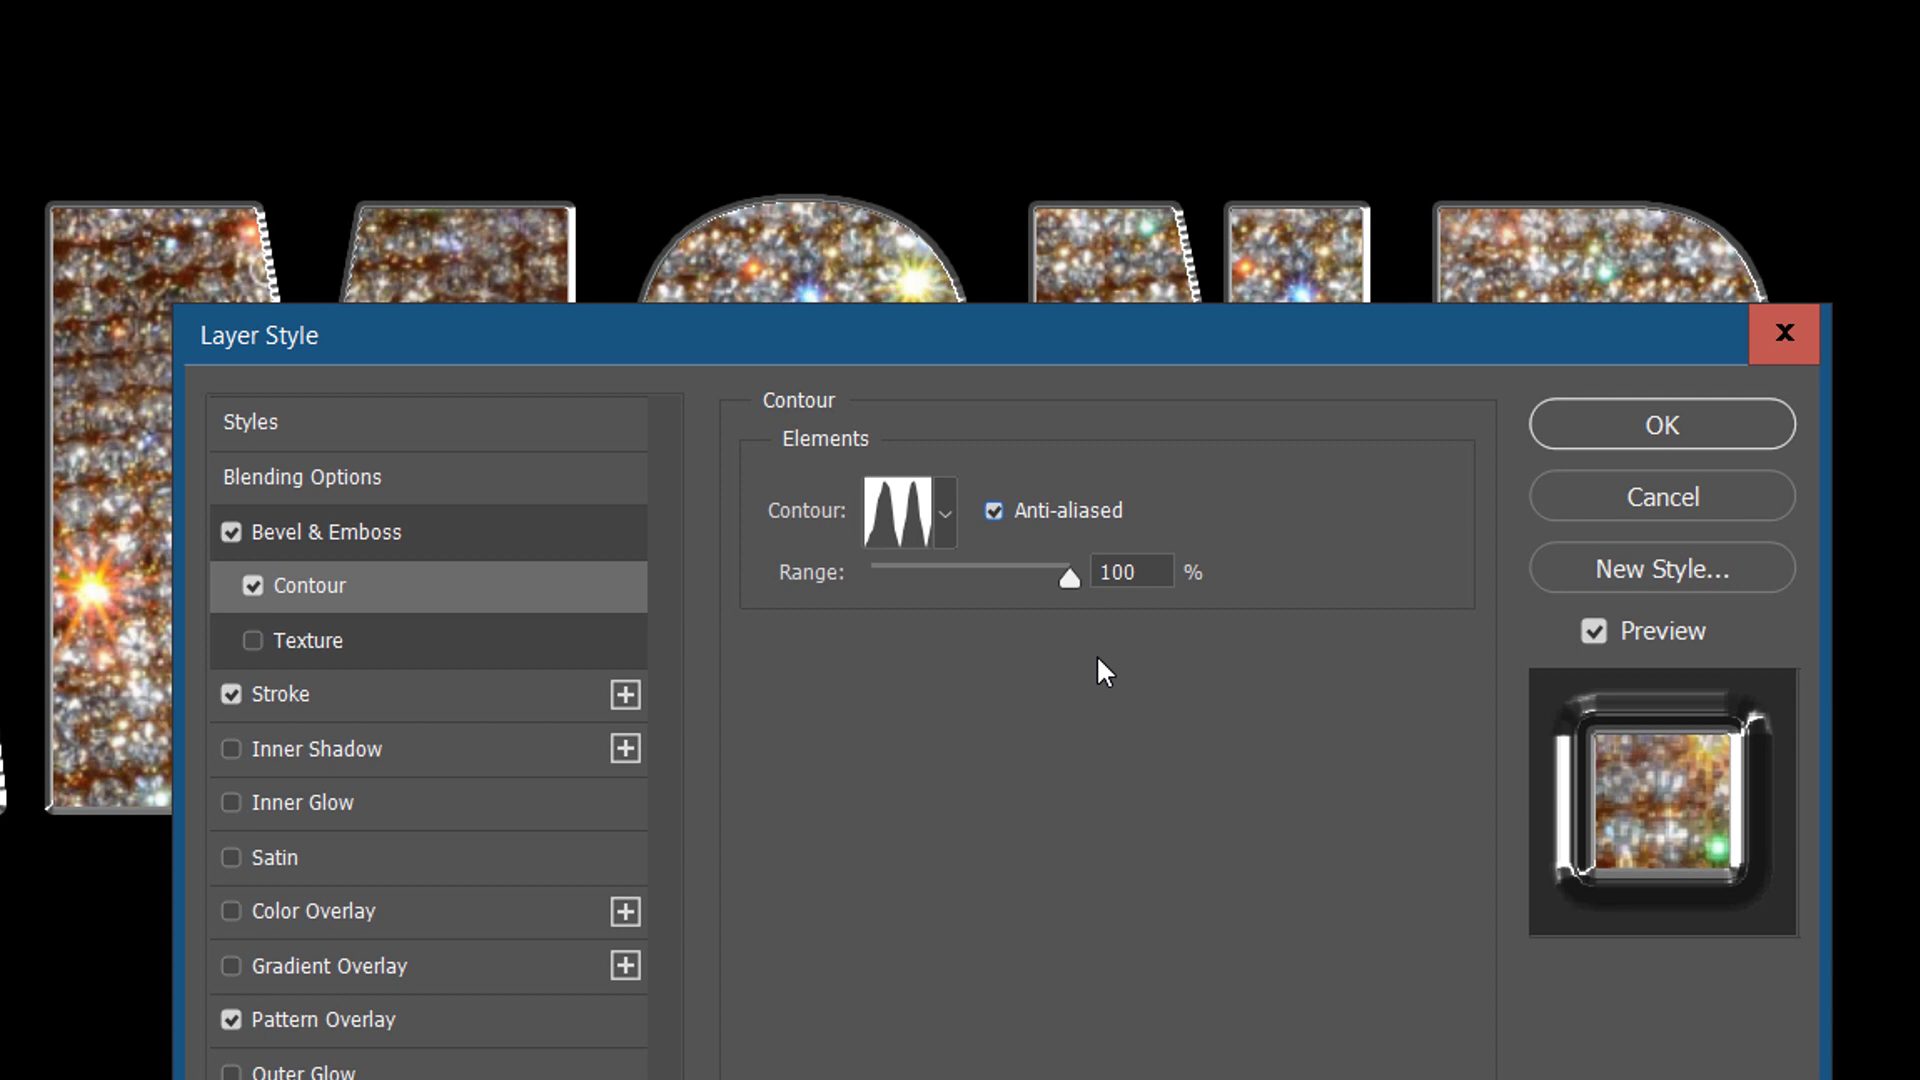 Layer Style
x
Styles
Blending Options
Bevel & Emboss
Contour
Texture
Stroke
Inner Shadow
Inner Glow
Satin
Color Overlay
Gradient Overlay
Pattern Overlay
Outer Glow
Contour
Elements
Contour:
Anti-aliased
Range:
100
%
OK
Cancel
New Style...
Preview